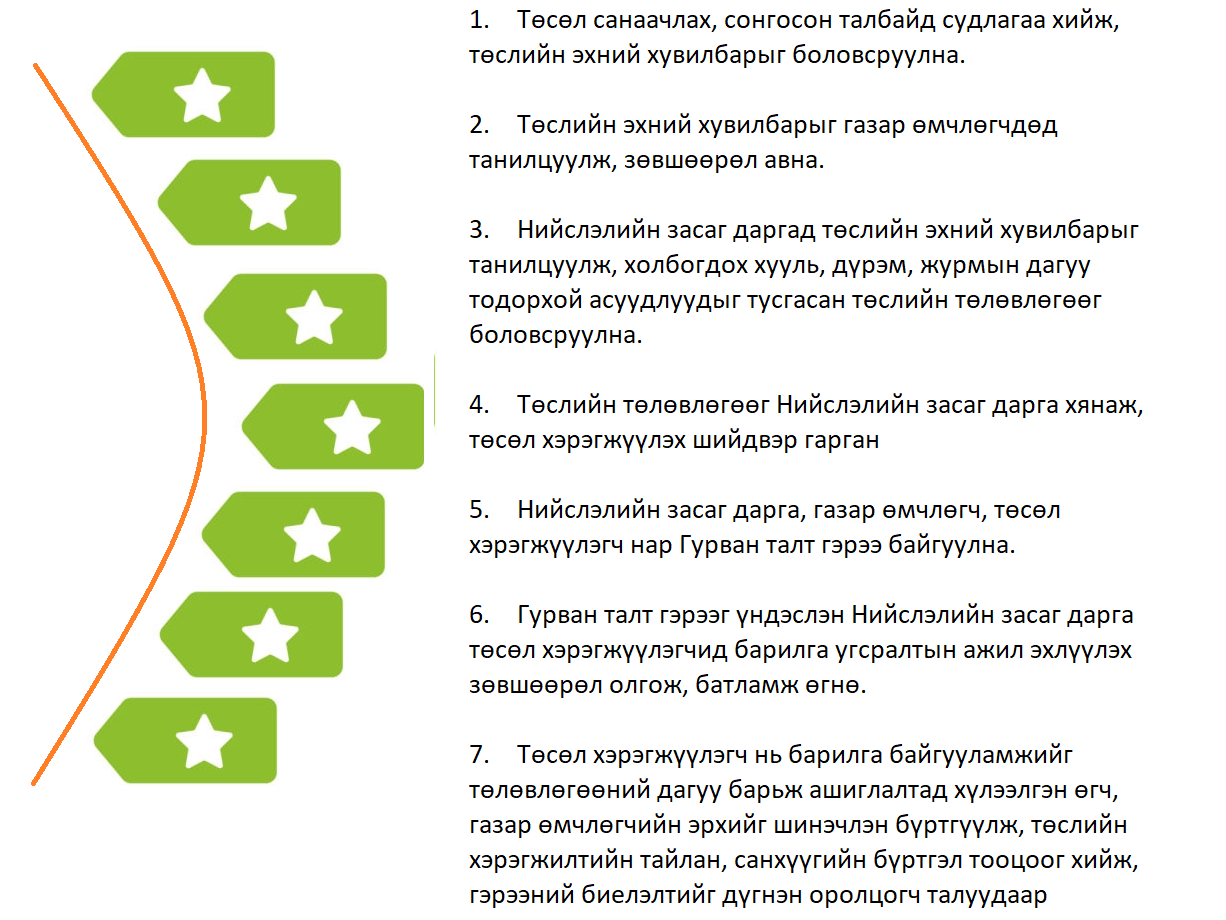 1. Төсөл санаачлах, сонгосон талбайд судлагаа хийж,
төслийн эхний хувилбарыг боловсруулна.
2. Төслийн эхний хувилбарыг газар өмчлөгчдөд
танилцуулж, зөвшөөрөл авна.
3. Нийслэлийн засаг даргад төслийн эхний хувилбарыг
танилцуулж, холбогдох хууль, дүрэм, журмын дагуу
тодорхой асуудлуудыг тусгасан төслийн төлөвлөгөөг
боловсруулна.
4. Төслийн төлөвлөгөөг Нийслэлийн засаг дарга хянаж,
төсөл хэрэгжүүлэх шийдвэр гарган
5. Нийслэлийн засаг дарга, газар өмчлөгч, төсөл
хэрэгжүүлэгч нар Гурван талт гэрээ байгуулна.
6. Гурван талт гэрээг үндэслэн Нийслэлийн засаг дарга
төсөл хэрэгжүүлэгчид барилга угсралтын ажил эхлүүлэх
зөвшөөрөл олгож, батламж өгнө.
7. Төсөл хэрэгжүүлэгч нь барилга байгууламжийг
төлөвлөгөөний дагуу барьж ашиглалтад хүлээлгэн өгч,
газар өмчлөгчийн эрхийг шинэчлэн бүртгүүлж, төслийн
хэрэгжилтийн тайлан, санхүүгийн бүртгэл тооцоог хийж,
гэрээний биелэлтийг дүгнэн оролцогч талуудаар